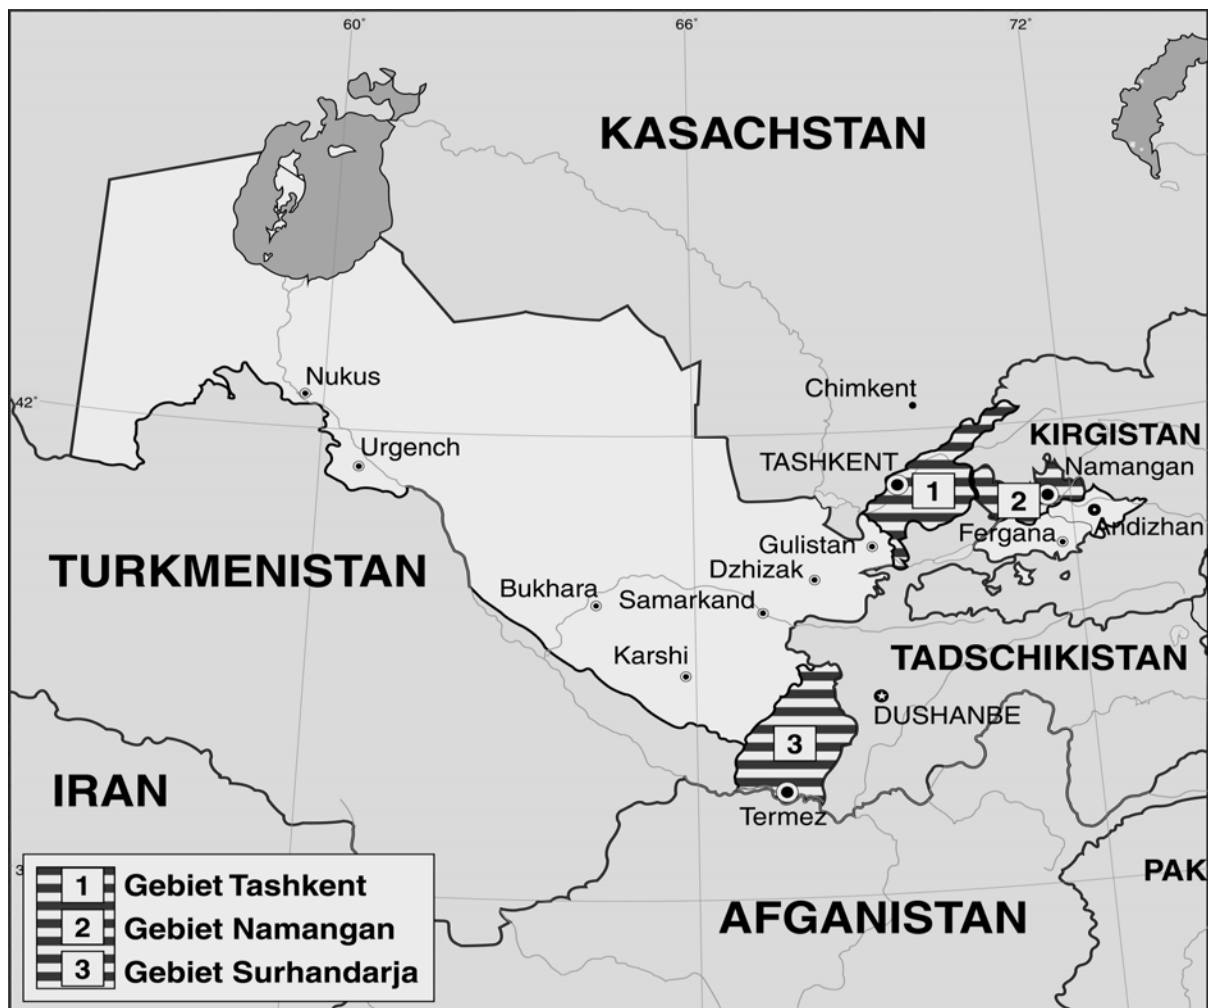 60°
66°
72°
KASACHSTAN
Nukus
42°
Chimkent
KIRGISTAN
Urgench
TASHKENT
Namangan
1
2
Andizhan
Fergana
Gulistan
TURKMENISTAN
Dzhizak
Bukhara
Samarkand
Karshi
TADSCHIKISTAN
DUSHANBE
3
IRAN
Termez
PAK
AFGANISTAN
1 Gebiet Tashkent
2 Gebiet Namangan
3 Gebiet Surhandarja